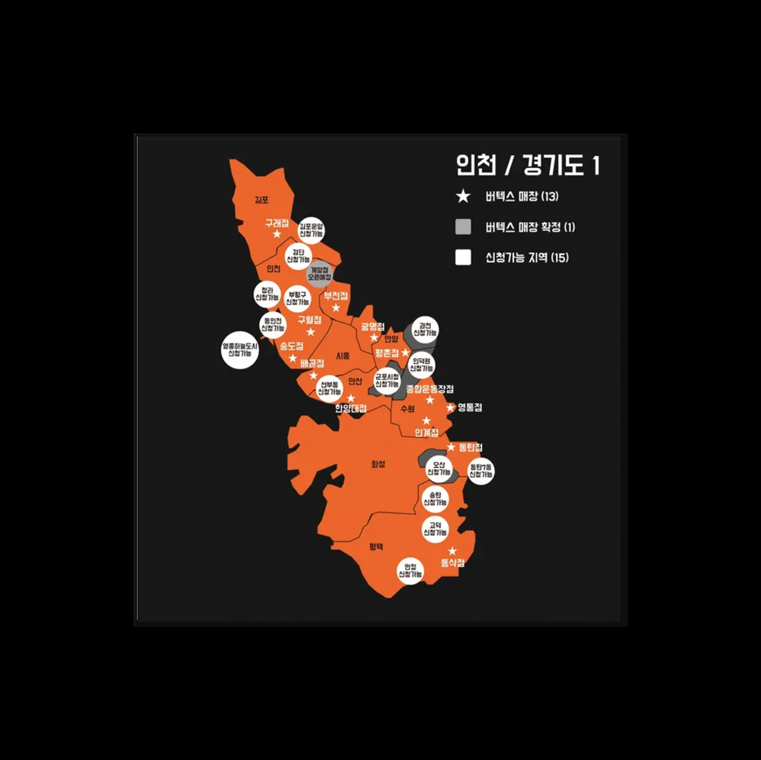 인천 / 경기도 1
버텍스 매장 (13)
버텍스 매장 확정 (1)
신청가능 지역 (15)
김포
구래점
김포운양
신청가능
검단
신청가능
인천
계양점
오픈예정
청라
신청가능
부평구
신청가능
부천점
동인천
신청가능
구월점
광명점
과천
신청가능
안양
영종하늘도시
신청가능
송도점
시흥
평촌점
배곧점
인덕원
신청가능
안산
군포시청
신청가능
선부동
신청가능
종합운동장점
한양대점
수원
영통점
인계점
동탄점
화성
오산
신청가능
동탄7동
신청가능
송탄
신청가능
고덕
신청가능
평택
동삭점
안청
신청가능